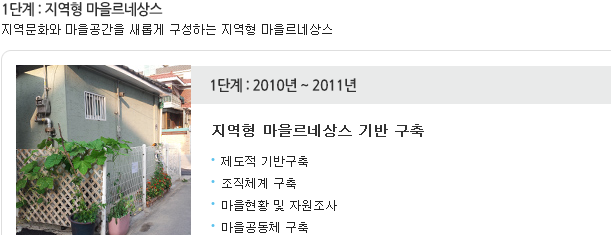 1단계 : 지역형 마을르네상스
지역문화와 마을공간을 새롭게 구성하는 지역형 마을르네상스
1단계 : 2010년 ~ 2011년
지역형 마을르네상스 기반 구축
제도적 기반구축
조직체계 구축
마을현황 및 자원조사
마을공동체 구축